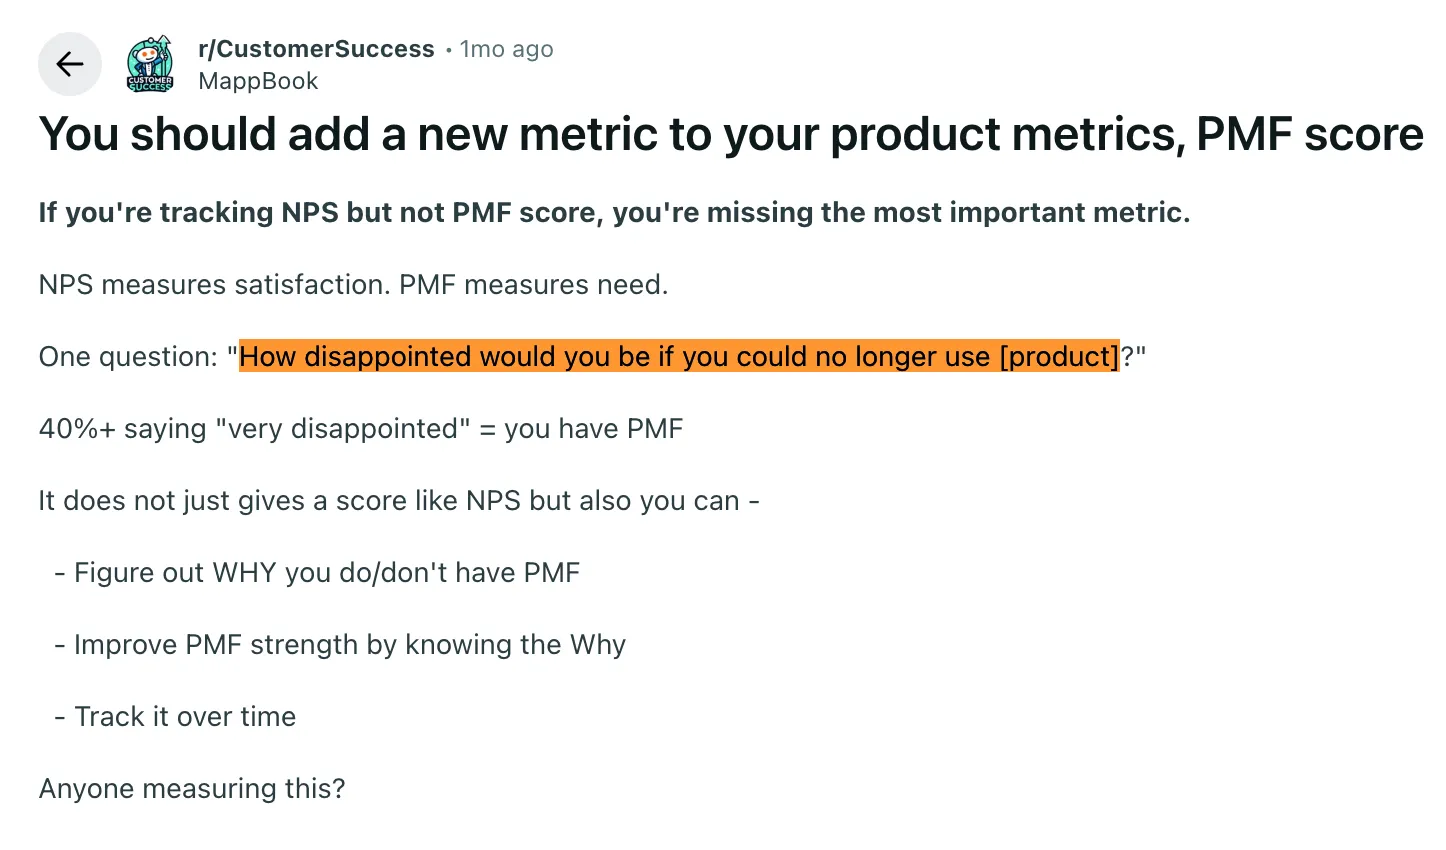 r/CustomerSuccess • 1mo ago
CUSTOMER
SUCCESS
MappBook
You should add a new metric to your product metrics, PMF score
If you're tracking NPS but not PMF score, you're missing the most important metric.
NPS measures satisfaction. PMF measures need.
One question: "How disappointed would you be if you could no longer use [product]?"
40%+ saying "very disappointed" = you have PMF
It does not just gives a score like NPS but also you can -
- Figure out WHY you do/don't have PMF
- Improve PMF strength by knowing the Why
- Track it over time
Anyone measuring this?